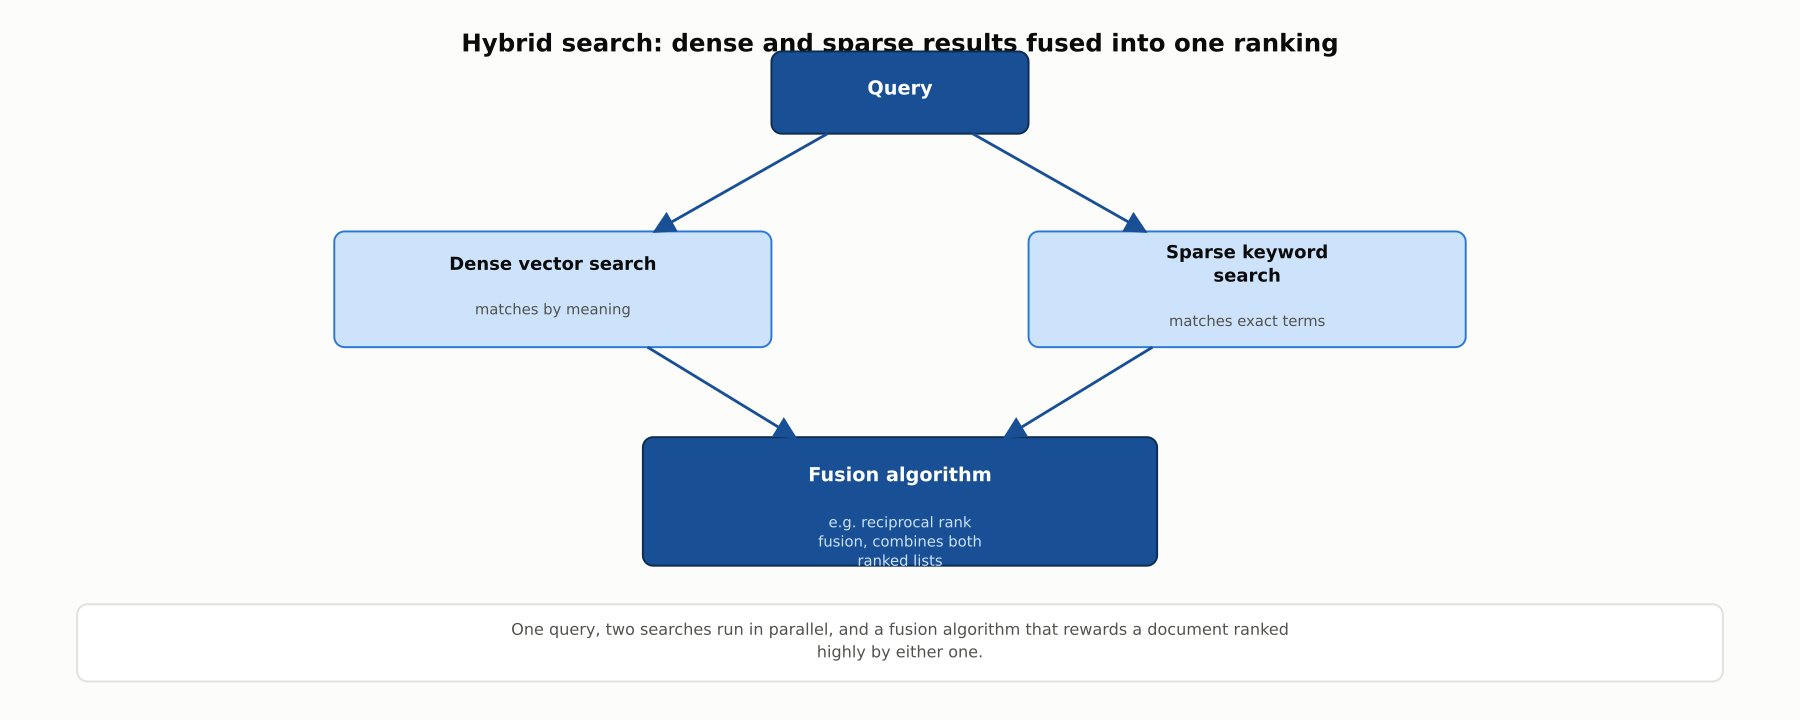 Hybrid search: dense and sparse results fused into one ranking
Query
Dense vector search
matches by meaning
Sparse keyword
search
matches exact terms
Fusion algorithm
e.g. reciprocal rank
fusion, combines both
ranked lists
One query, two searches run in parallel, and a fusion algorithm that rewards a document ranked
highly by either one.